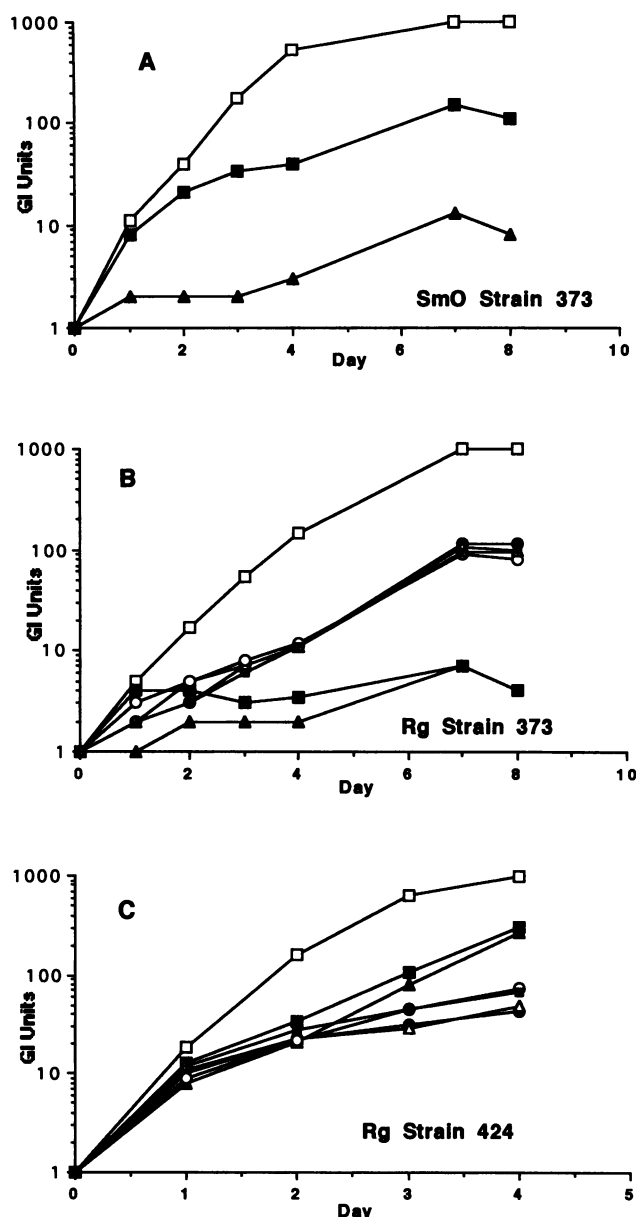 1000
A
100
GI Units
10
1
0 2 4 6 8 10
Day
SmO Strain 373
1000
B
100
GI Units
10
1
0 2 4 6 8 10
Day
Rg Strain 373
1000
C
100
GI Units
10
1
0 1 2 3 4 5
Day
Rg Strain 424